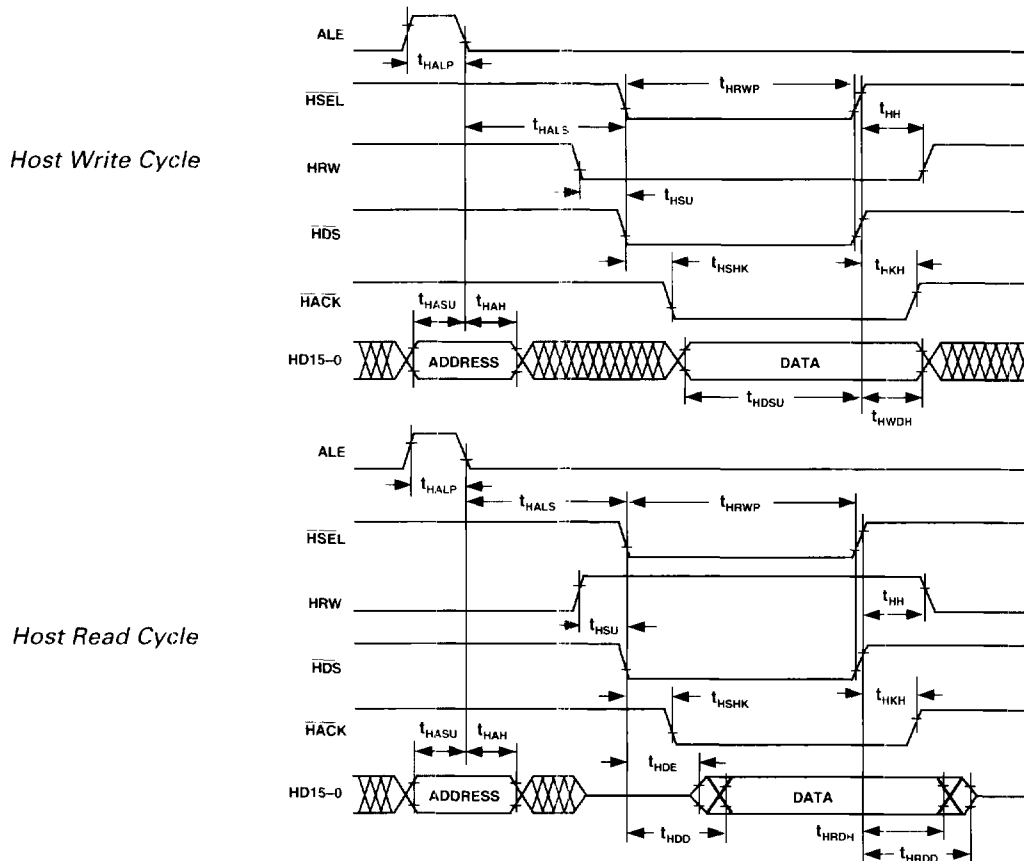 Host Write Cycle
ALE
tHALP
HSEL
tHRWP
tHH
tHALS
HRW
tHSU
HDS
tHSHK
tHKH
HACK
tHASU
tHAH
HD15–0
ADDRESS
DATA
tHDSU
tHWDH
Host Read Cycle
ALE
tHALP
tHALS
tHRWP
HSEL
HRW
tHH
tHSU
HDS
tHSHK
tHKH
HACK
tHASU
tHAH
tHDE
HD15–0
ADDRESS
DATA
tHDD
tHRDH
tHRDD